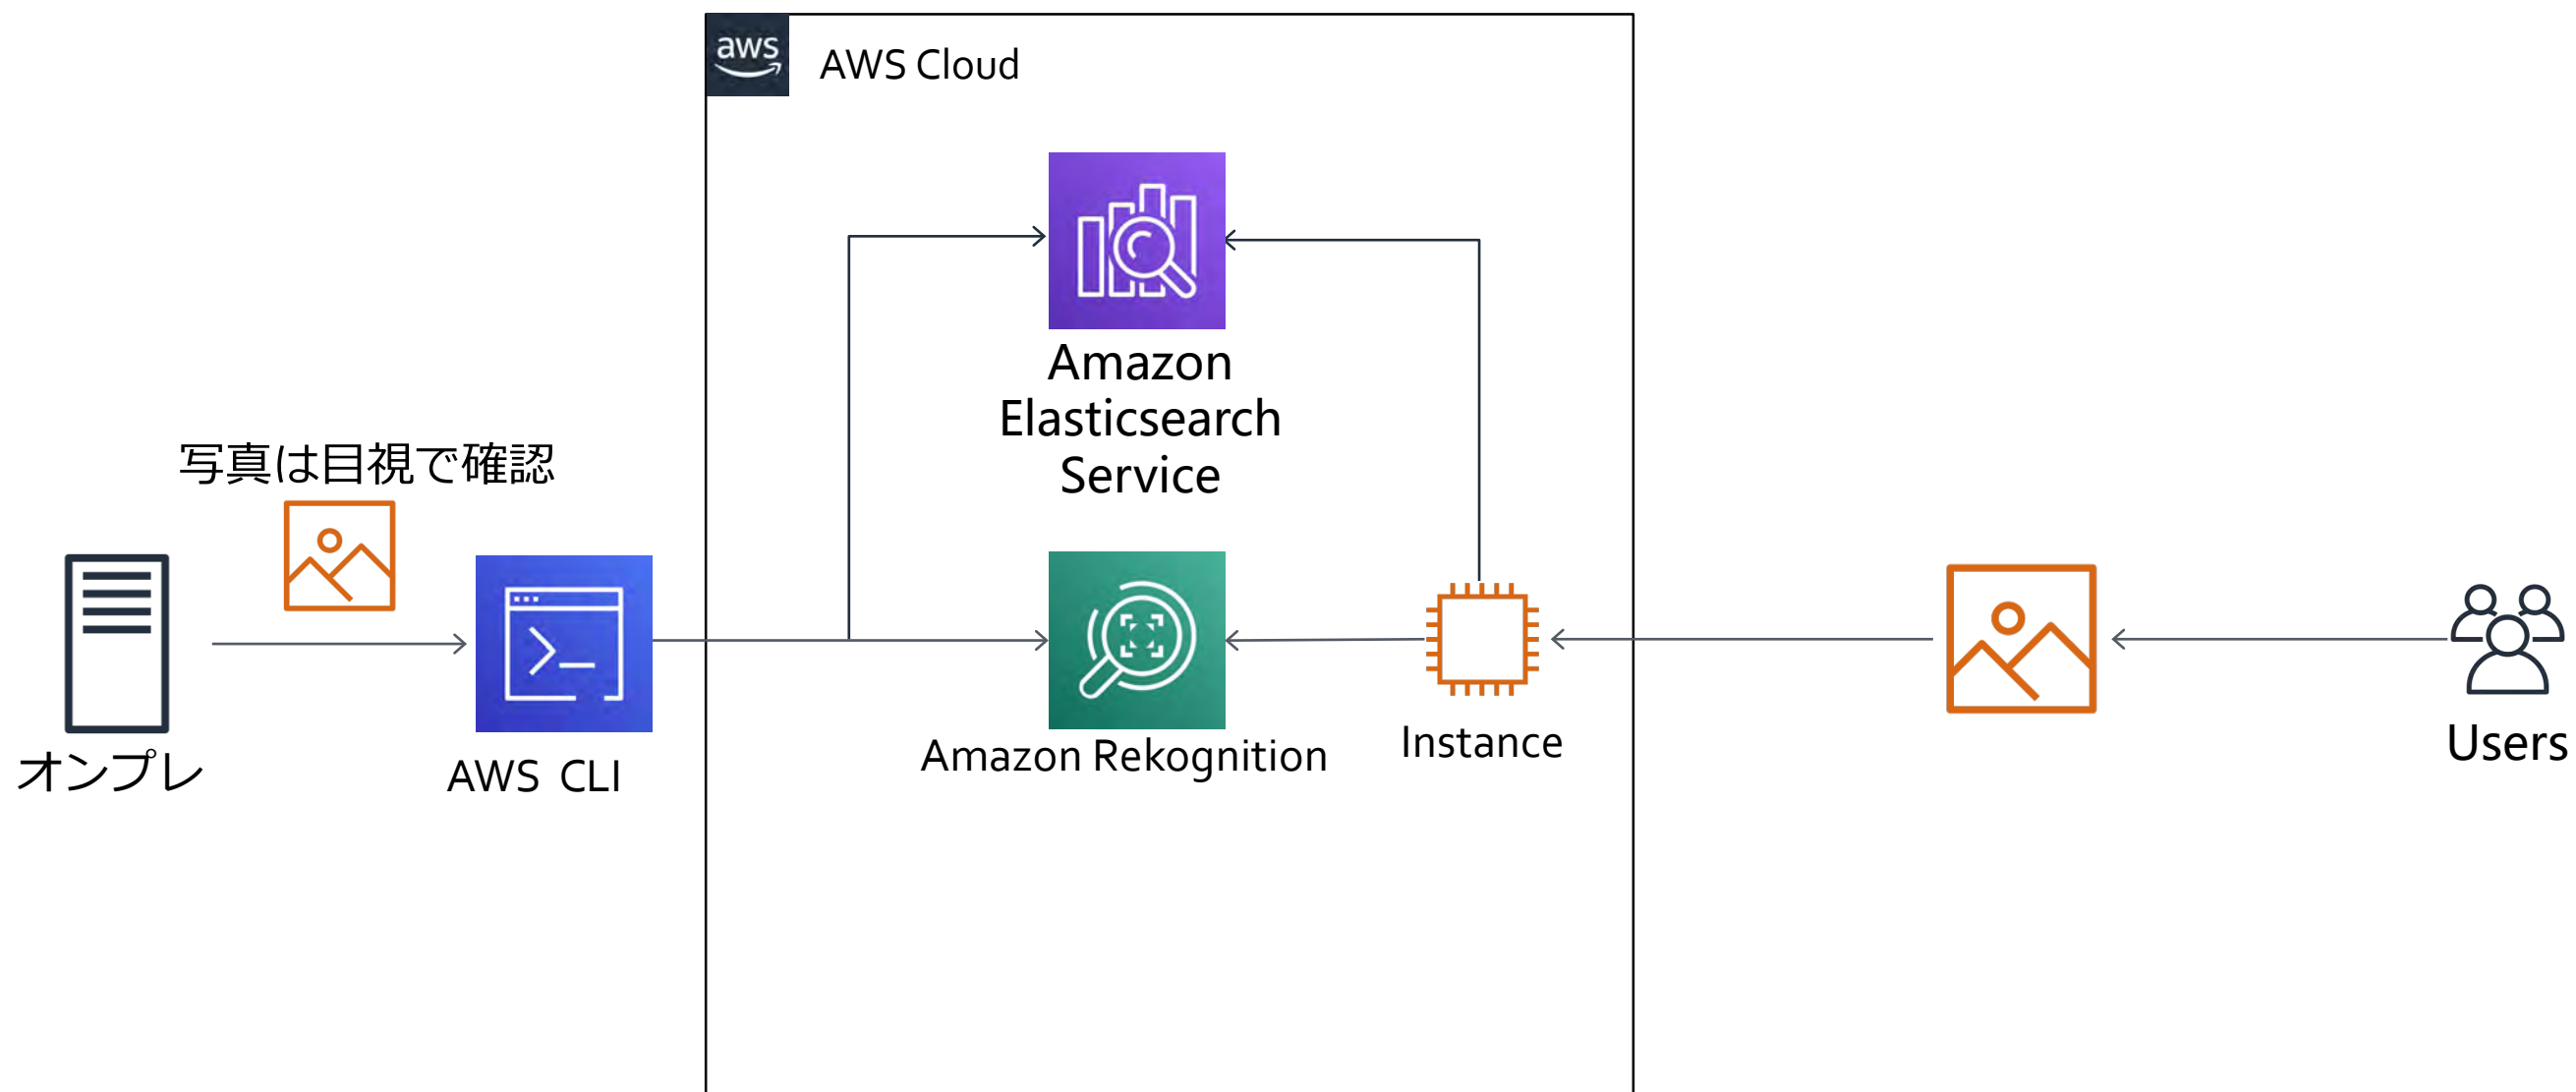 aws
AWS Cloud
Amazon
Elasticsearch
Service
写真は目視で確認
オンプレ
AWS CLI
Amazon Rekognition
Instance
Users